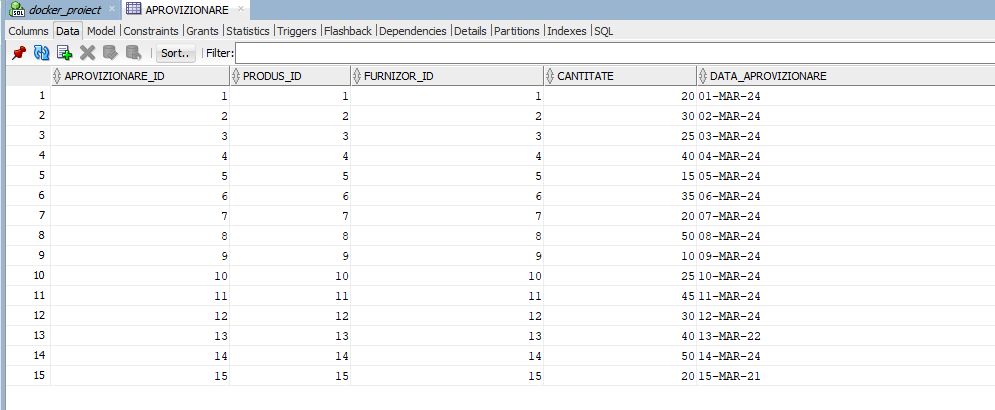 docker_proiect × APROVIZIONARE ×
Columns Data Model Constraints Grants Statistics Triggers Flashback Dependencies Details Partitions Indexes SQL
Sort.. Filter:
APROVIZIONARE_ID PRODUS_ID FURNIZOR_ID CANTITATE DATA_APROVIZIONARE
1 1 1 1 20 01-MAR-24
2 2 2 2 30 02-MAR-24
3 3 3 3 25 03-MAR-24
4 4 4 4 40 04-MAR-24
5 5 5 5 15 05-MAR-24
6 6 6 6 35 06-MAR-24
7 7 7 7 20 07-MAR-24
8 8 8 8 50 08-MAR-24
9 9 9 9 10 09-MAR-24
10 10 10 10 25 10-MAR-24
11 11 11 11 45 11-MAR-24
12 12 12 12 30 12-MAR-24
13 13 13 13 40 13-MAR-22
14 14 14 14 50 14-MAR-24
15 15 15 15 20 15-MAR-21